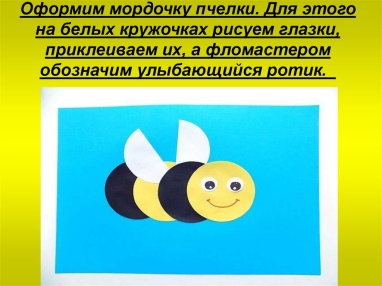 Оформим мордочку пчелки. Для этого
на белых кружочках рисуем глазки,
приклеиваем их, а фломастером
обозначим улыбающийся ротик.